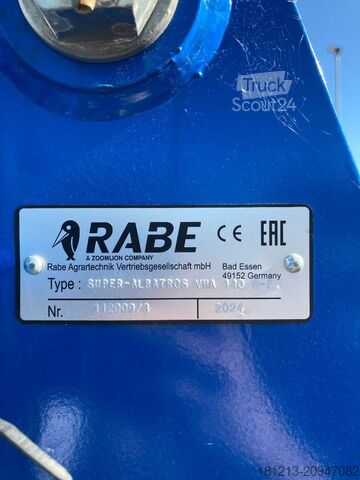 Truck
Scout24
RABE
A ZOOMLION COMPANY
CE EAC
Rabe Agrartechnik Vertriebsgesellschaft mbH
Bad Essen
49152 Germany
Type : SUPER-ALBATROS VMA 140
Nr. 112009/3 2024
181213-20947082